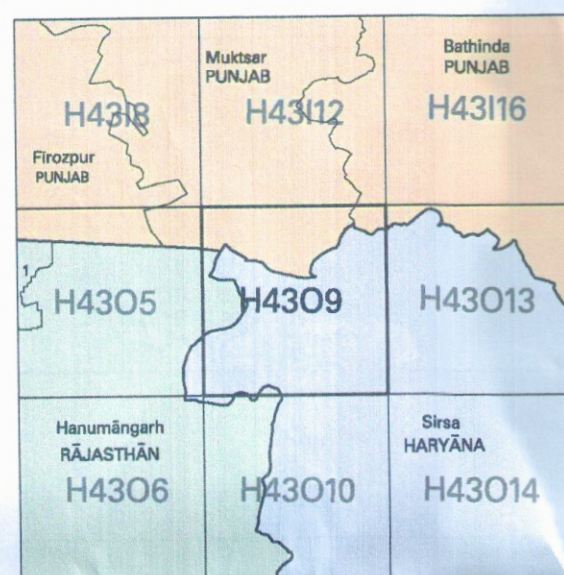 Muktsar
PUNJAB
Bathinda
PUNJAB
H43I8
H43I12
H43I16
Firozpur
PUNJAB
1
H43O5
H43O9
H43O13
Hanumāngarh
RĀJASTHĀN
Sirsa
HARYĀNA
H43O6
H43O10
H43O14